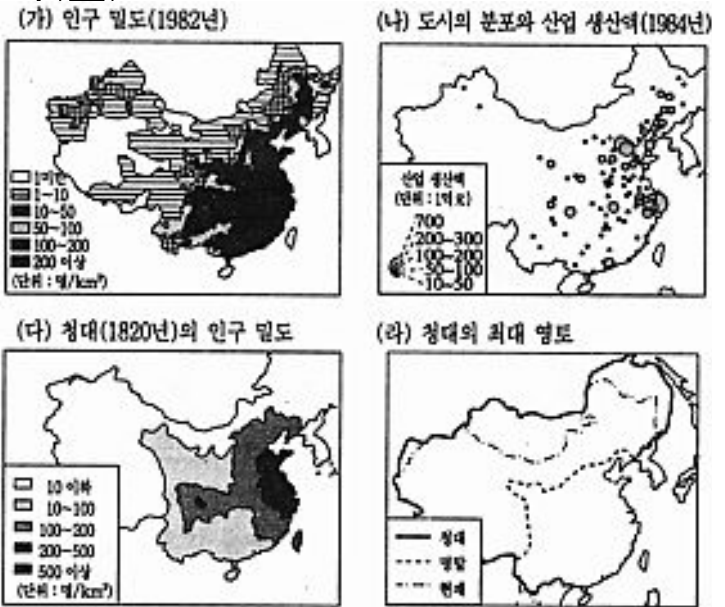 (가) 인구 밀도(1982년)
1미만
1~10
10~50
50~100
100~200
200 이상
(단위 : 명/km²)
(나) 도시의 분포와 산업 생산액(1984년)
산업 생산액
(단위 : 1억 元)
700
200~300
100~200
50~100
10~50
(다) 청대(1820년)의 인구 밀도
10 이하
10~100
100~200
200~500
500 이상
(단위 : 명/km²)
(라) 청대의 최대 영토
청대
명말
현재